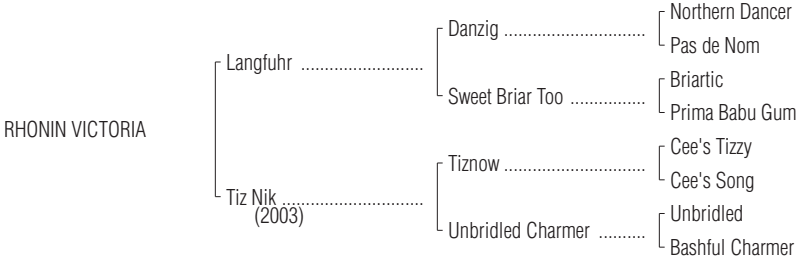 Northern Dancer
Danzig ..............................
Pas de Nom
Langfuhr ..........................
Briartic
Sweet Briar Too ................
Prima Babu Gum
RHONIN VICTORIA
Cee's Tizzy
Tiznow ..............................
Cee's Song
Tiz Nik ..............................
(2003)
Unbridled
Unbridled Charmer ..........
Bashful Charmer